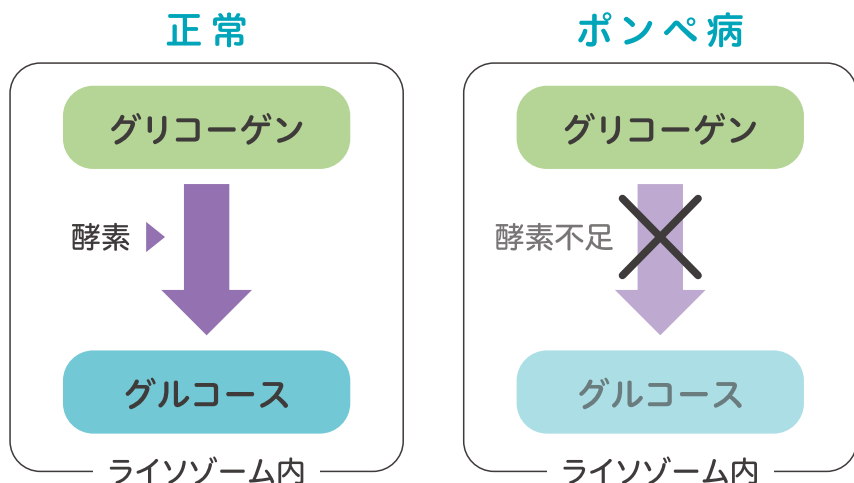 正常
グリコーゲン
酵素
グルコース
ライソゾーム内
ポンペ病
グリコーゲン
酵素不足
グルコース
ライソゾーム内